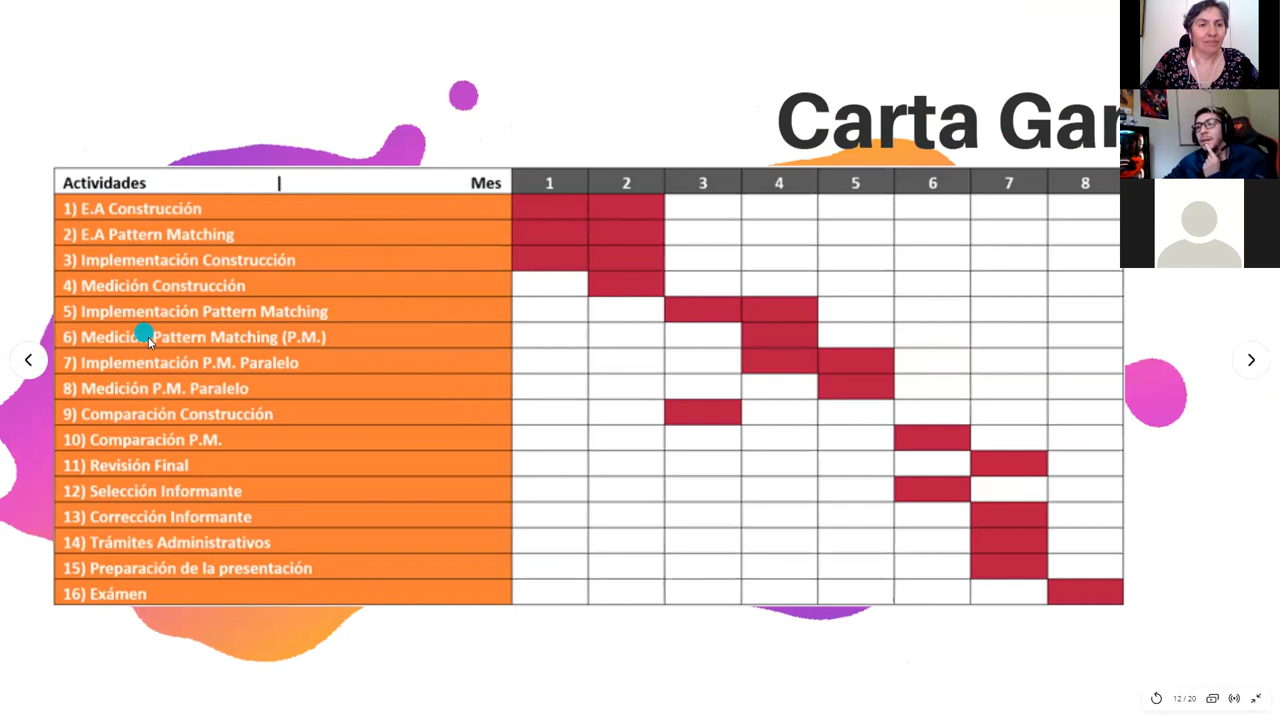 Carta Gan
Actividades | Mes 1 2 3 4 5 6 7 8
1) E.A Construcción
2) E.A Pattern Matching
3) Implementación Construcción
4) Medición Construcción
5) Implementación Pattern Matching
6) Medición Pattern Matching (P.M.)
7) Implementación P.M. Paralelo
8) Medición P.M. Paralelo
9) Comparación Construcción
10) Comparación P.M.
11) Revisión Final
12) Selección Informante
13) Corrección Informante
14) Trámites Administrativos
15) Preparación de la presentación
16) Exámen
12 / 20